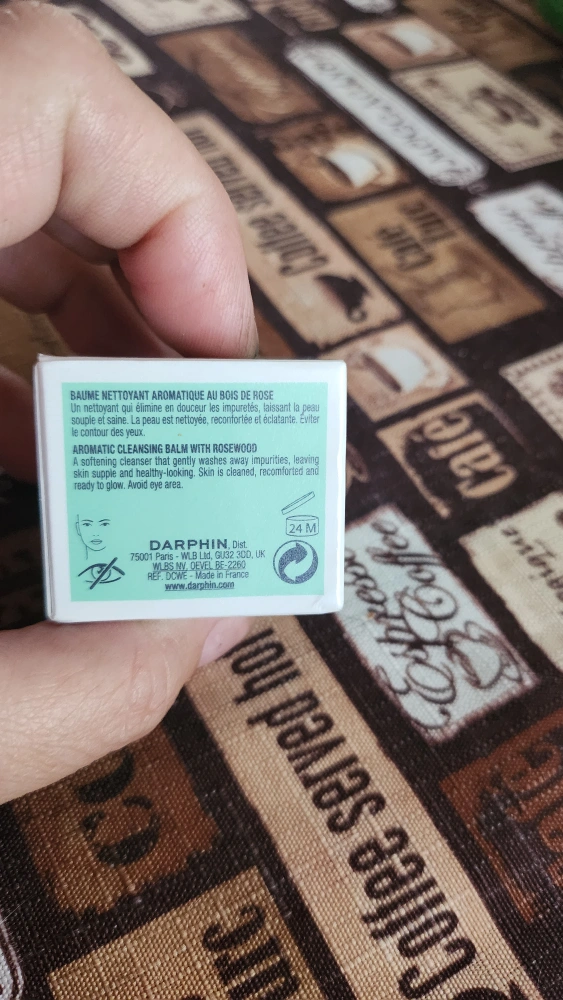 BAUME NETTOYANT AROMATIQUE AU BOIS DE ROSE
Un nettoyant qui élimine en douceur les impuretés, laissant la peau
souple et saine. La peau est nettoyée, reconfortée et éclatante. Éviter
le contour des yeux.
AROMATIC CLEANSING BALM WITH ROSEWOOD
A softening cleanser that gently washes away impurities, leaving
skin supple and healthy-looking. Skin is cleaned, recomforted and
ready to glow. Avoid eye area.
24 M
DARPHIN, Dist.
75001 Paris - WLB Ltd, GU32 3DD, UK
WLBS NV, OEVEL BE-2260
REF. DCWE - Made in France
www.darphin.com
Coffee served hot
Café
Espresso
Coffee
Coffee served hot